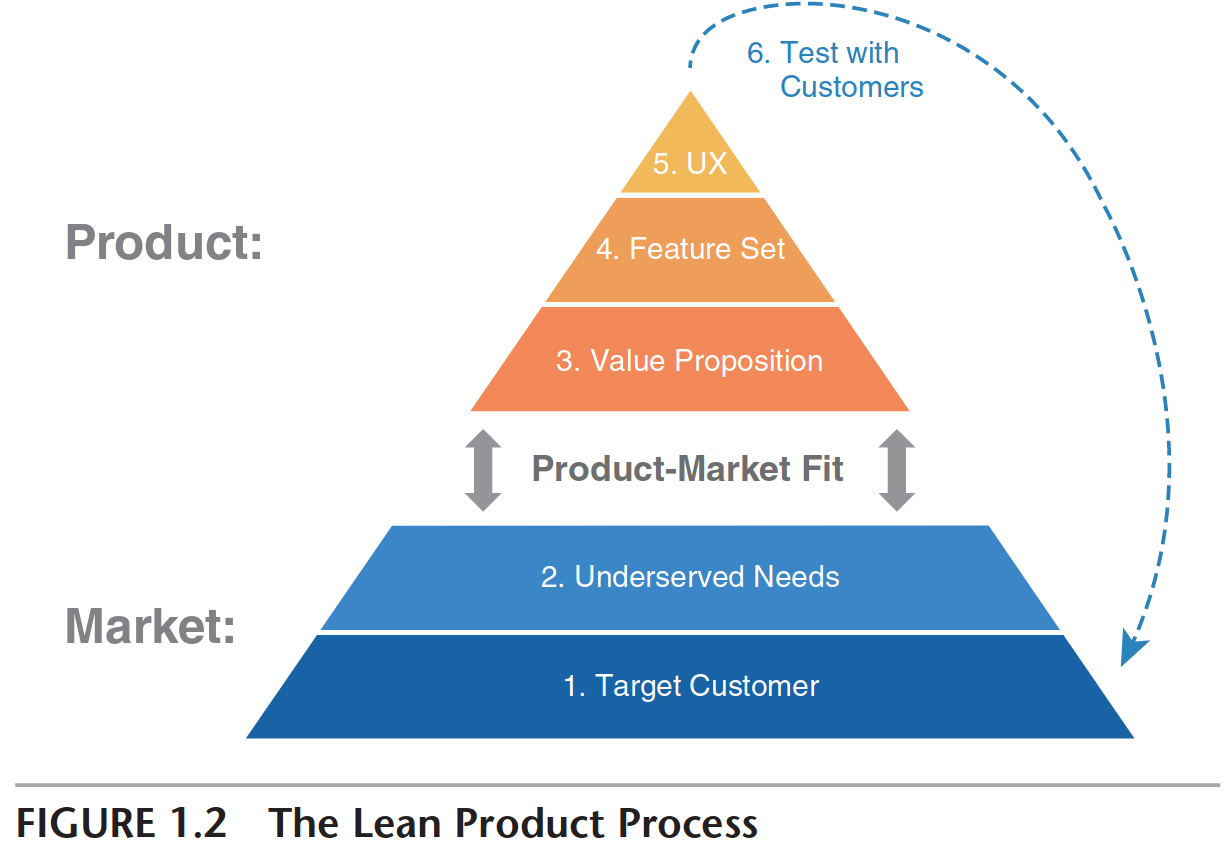 6. Test with
Customers
5. UX
Product:
4. Feature Set
3. Value Proposition
Product-Market Fit
2. Underserved Needs
Market:
1. Target Customer
FIGURE 1.2 The Lean Product Process